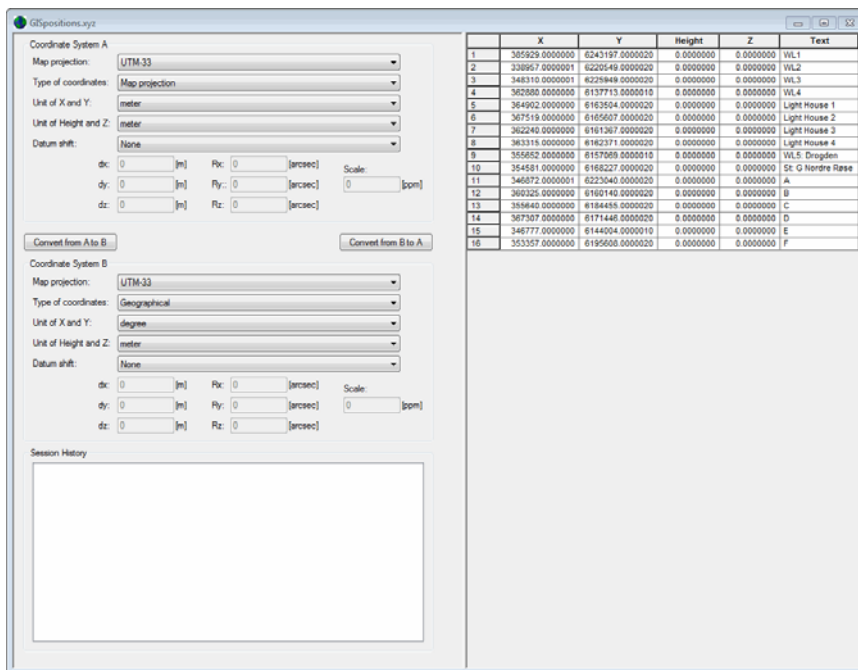 GISpositions.xyz
Coordinate System A
Map projection: UTM-33
Type of coordinates: Map projection
Unit of X and Y: meter
Unit of Height and Z: meter
Datum shift: None
dx: 0 [m] Rx: 0 [arcsec] Scale:
dy: 0 [m] Ry:: 0 [arcsec] 0 [ppm]
dz: 0 [m] Rz: 0 [arcsec]
Convert from A to B Convert from B to A
Coordinate System B
Map projection: UTM-33
Type of coordinates: Geographical
Unit of X and Y: degree
Unit of Height and Z: meter
Datum shift: None
dx: 0 [m] Rx: 0 [arcsec] Scale:
dy: 0 [m] Ry: 0 [arcsec] 0 [ppm]
dz: 0 [m] Rz: 0 [arcsec]
Session History
X Y Height Z Text
1 385929.0000000 6243197.0000020 0.0000000 0.0000000 WL1
2 338957.0000001 6220549.0000020 0.0000000 0.0000000 WL2
3 348310.0000001 6225949.0000020 0.0000000 0.0000000 WL3
4 362880.0000000 6137713.0000010 0.0000000 0.0000000 WL4
5 364902.0000000 6163504.0000020 0.0000000 0.0000000 Light House 1
6 367519.0000000 6165607.0000020 0.0000000 0.0000000 Light House 2
7 362240.0000000 6161367.0000020 0.0000000 0.0000000 Light House 3
8 363315.0000000 6162371.0000020 0.0000000 0.0000000 Light House 4
9 355652.0000000 6157069.0000010 0.0000000 0.0000000 WL5: Drogden
10 354581.0000000 6168227.0000020 0.0000000 0.0000000 St: G Nordre Røse
11 346872.0000001 6223040.0000020 0.0000000 0.0000000 A
12 360325.0000000 6160140.0000020 0.0000000 0.0000000 B
13 355640.0000000 6184455.0000020 0.0000000 0.0000000 C
14 367307.0000000 6171446.0000020 0.0000000 0.0000000 D
15 346777.0000000 6144004.0000010 0.0000000 0.0000000 E
16 353357.0000000 6195608.0000020 0.0000000 0.0000000 F